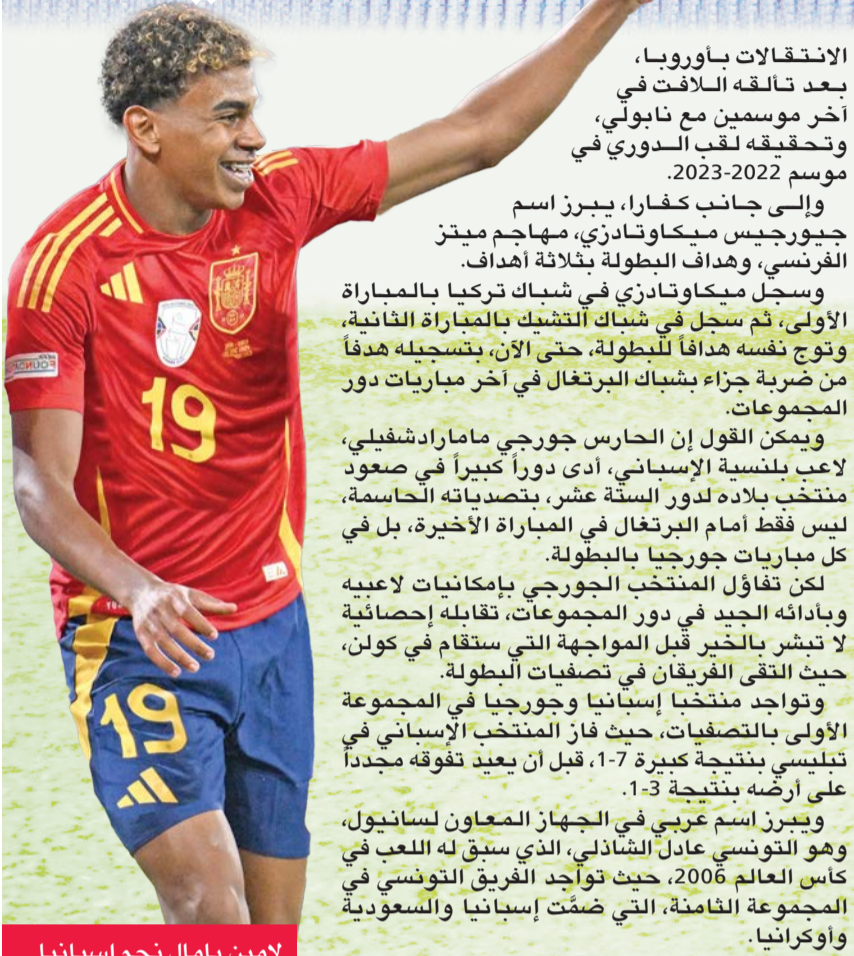 الانتقالات بأوروبا،
بعد تألقه اللافت في
آخر موسمين مع نابولي،
وتحقيقه لقب الدوري في
موسم 2022-2023.
وإلى جانب كفارا، يبرز اسم
جيورجيس ميكاوتادزي، مهاجم ميتز
الفرنسي، وهداف البطولة بثلاثة أهداف.
وسجل ميكاوتادزي في شباك تركيا بالمباراة
الأولى، ثم سجل في شباك التشيك بالمباراة الثانية،
وتوج نفسه هدافاً للبطولة، حتى الآن، بتسجيله هدفاً
من ضربة جزاء بشباك البرتغال في آخر مباريات دور
المجموعات.
ويمكن القول إن الحارس جورجي مامارادشفيلي،
لاعب بلنسية الإسباني، أدى دوراً كبيراً في صعود
منتخب بلاده لدور الستة عشر، بتصدياته الحاسمة،
ليس فقط أمام البرتغال في المباراة الأخيرة، بل في
كل مباريات جورجيا بالبطولة.
لكن تفاؤل المنتخب الجورجي بإمكانيات لاعبيه
وبأدائه الجيد في دور المجموعات، تقابله إحصائية
لا تبشر بالخير قبل المواجهة التي ستقام في كولن،
حيث التقى الفريقان في تصفيات البطولة.
وتواجد منتخبا إسبانيا وجورجيا في المجموعة
الأولى بالتصفيات، حيث فاز المنتخب الإسباني في
تبليسي بنتيجة كبيرة 7-1، قبل أن يعيد تفوقه مجدداً
على أرضه بنتيجة 3-1.
ويبرز اسم عربي في الجهاز المعاون لسانيول،
وهو التونسي عادل الشاذلي، الذي سبق له اللعب في
كأس العالم 2006، حيث تواجد الفريق التونسي في
المجموعة الثامنة، التي ضمَّت إسبانيا والسعودية
وأوكرانيا.
19
19
لامين يامال نجم إسبانيا